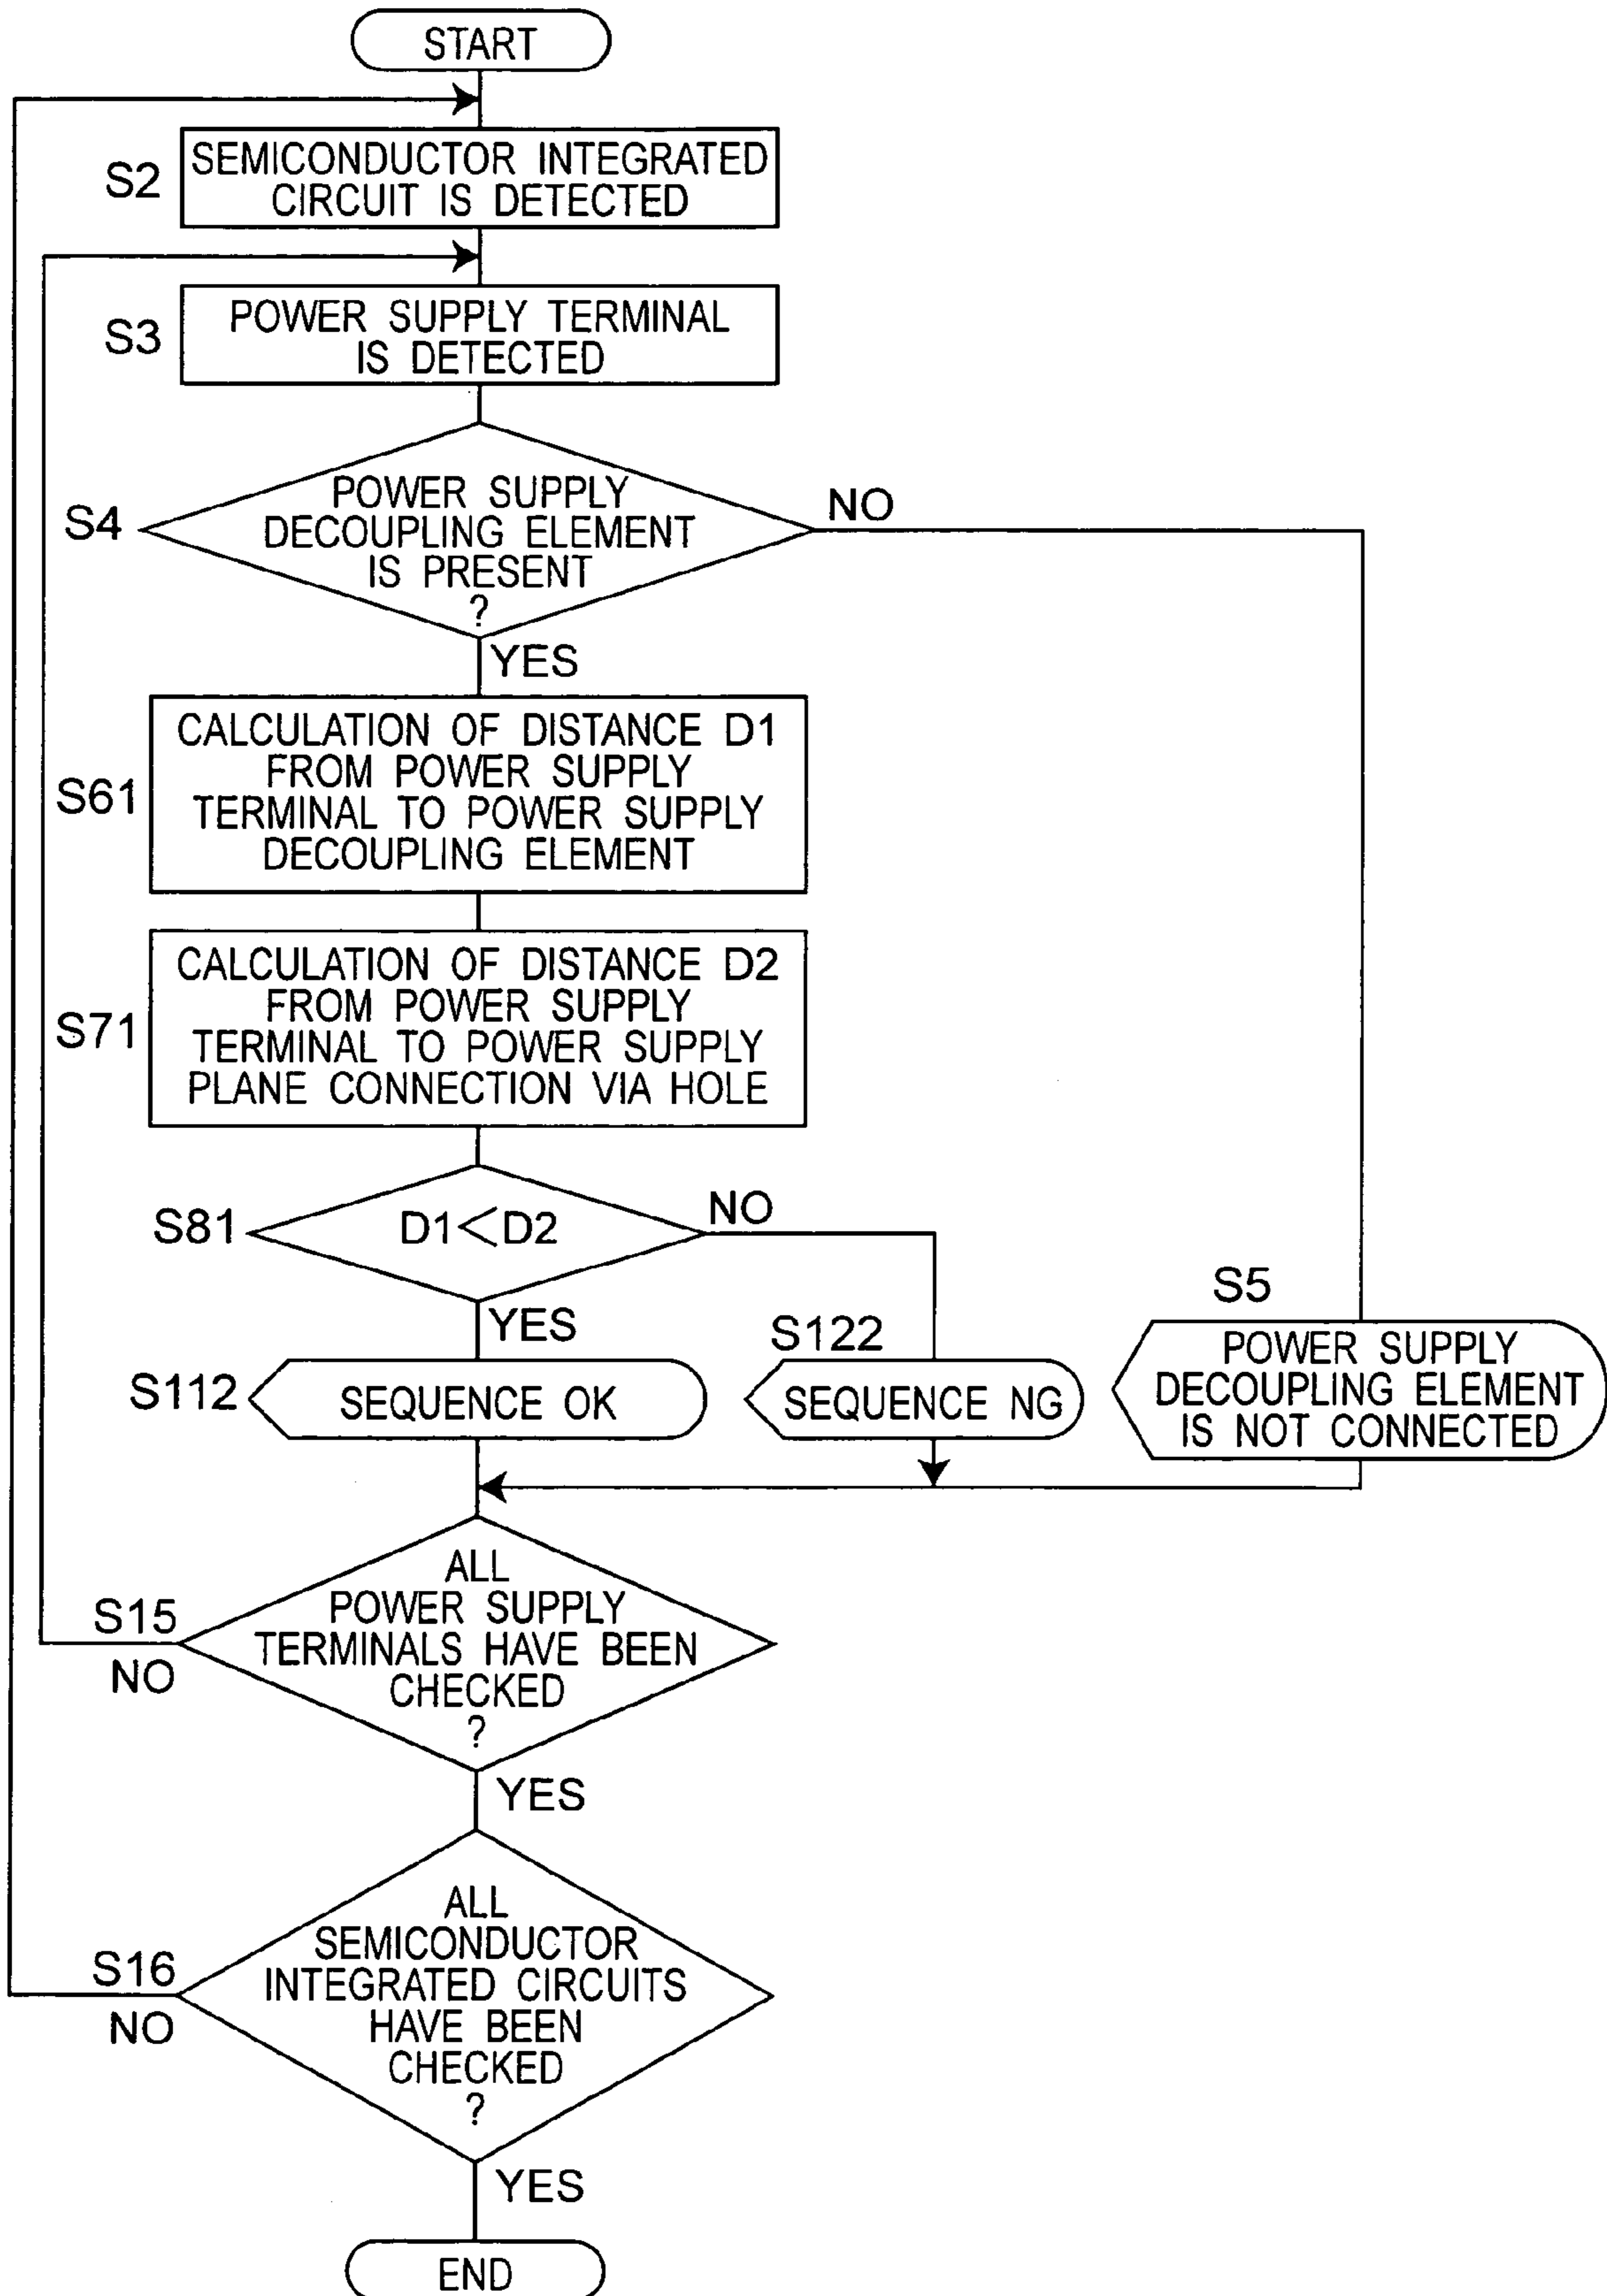 START
S2
SEMICONDUCTOR INTEGRATED
CIRCUIT IS DETECTED
S3
POWER SUPPLY TERMINAL
IS DETECTED
S4
POWER SUPPLY
DECOUPLING ELEMENT
IS PRESENT
?
NO
YES
S61
CALCULATION OF DISTANCE D1
FROM POWER SUPPLY
TERMINAL TO POWER SUPPLY
DECOUPLING ELEMENT
S71
CALCULATION OF DISTANCE D2
FROM POWER SUPPLY
TERMINAL TO POWER SUPPLY
PLANE CONNECTION VIA HOLE
S81
D1<D2
NO
YES
S112
SEQUENCE OK
S122
SEQUENCE NG
S5
POWER SUPPLY
DECOUPLING ELEMENT
IS NOT CONNECTED
S15
NO
ALL
POWER SUPPLY
TERMINALS HAVE BEEN
CHECKED
?
YES
S16
NO
ALL
SEMICONDUCTOR
INTEGRATED CIRCUITS
HAVE BEEN
CHECKED
?
YES
END